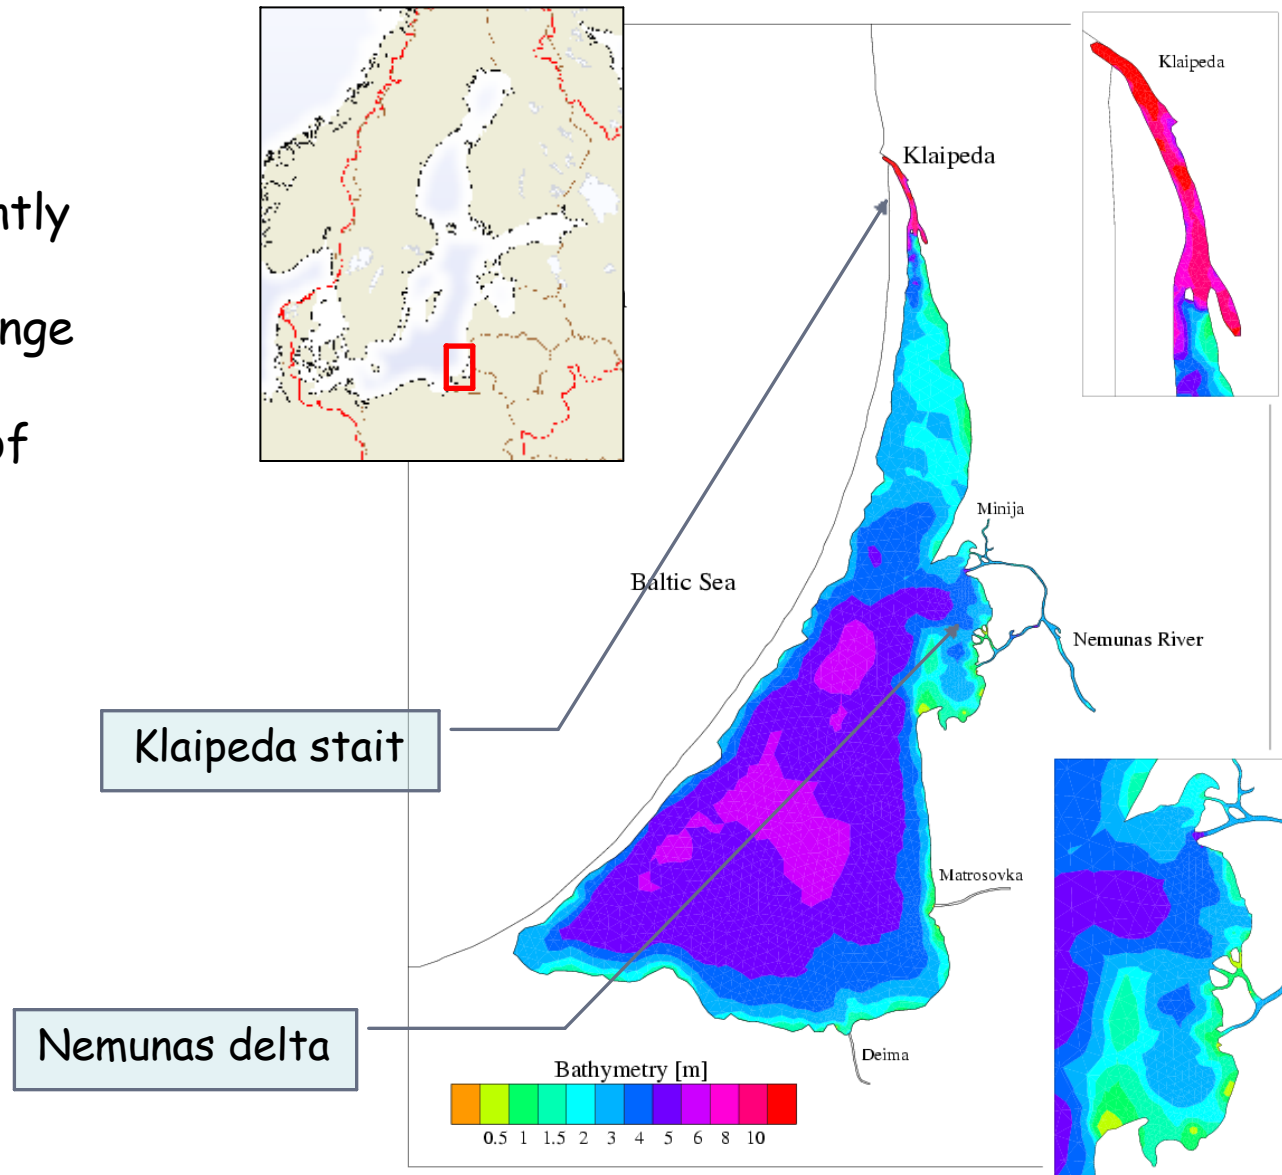 ntly
nge
of
Klaipeda
Klaipeda
Minija
Baltic Sea
Nemunas River
Klaipeda stait
Matrosovka
Nemunas delta
Deima
Bathymetry [m]
0.5 1 1.5 2 3 4 5 6 8 10